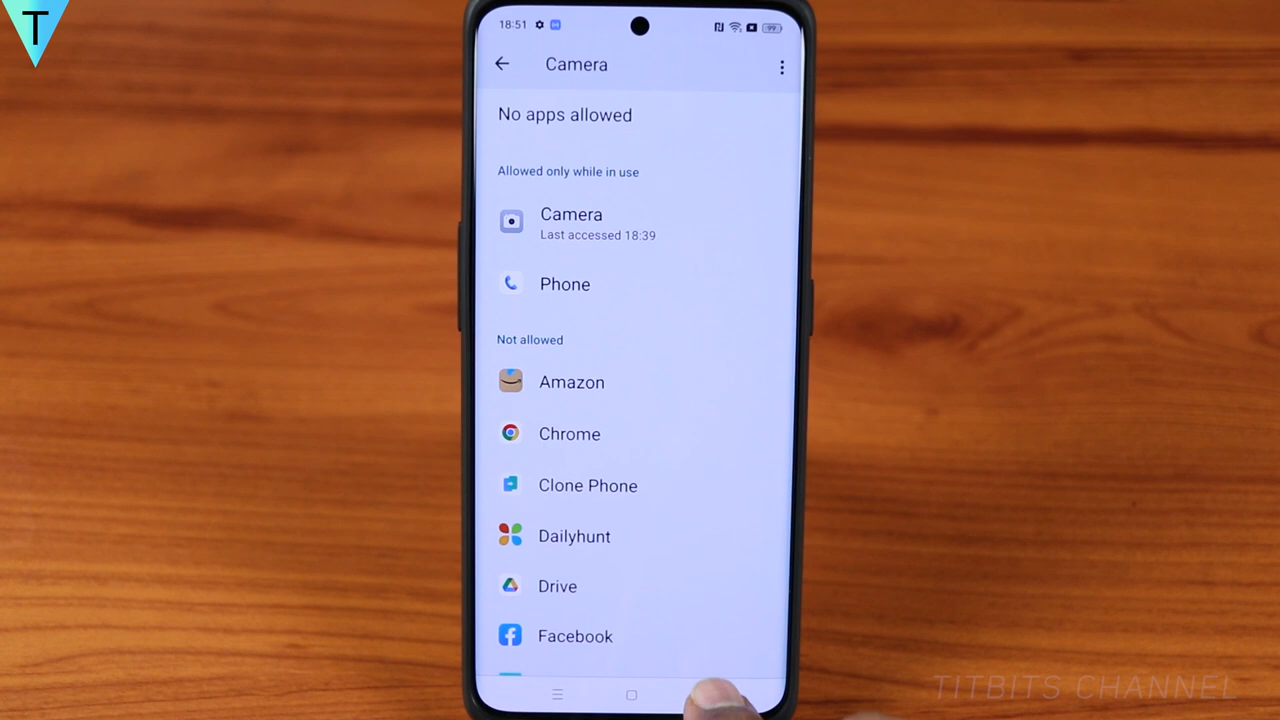 T
18:51
99
Camera
No apps allowed
Allowed only while in use
Camera
Last accessed 18:39
Phone
Not allowed
Amazon
Chrome
Clone Phone
Dailyhunt
Drive
Facebook
TITBITS CHANNEL